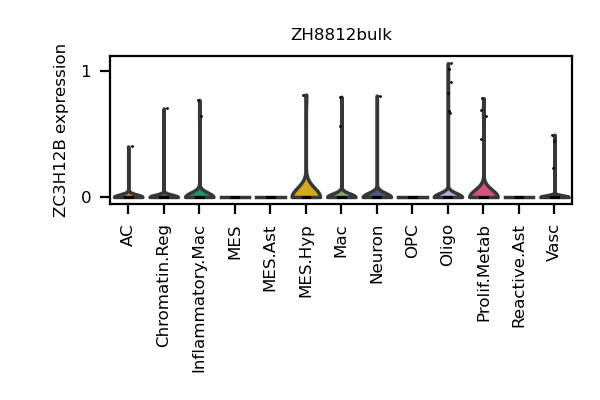 ZH8812bulk
ZC3H12B expression
1
0
AC
Chromatin.Reg
Inflammatory.Mac
MES
MES.Ast
MES.Hyp
Mac
Neuron
OPC
Oligo
Prolif.Metab
Reactive.Ast
Vasc